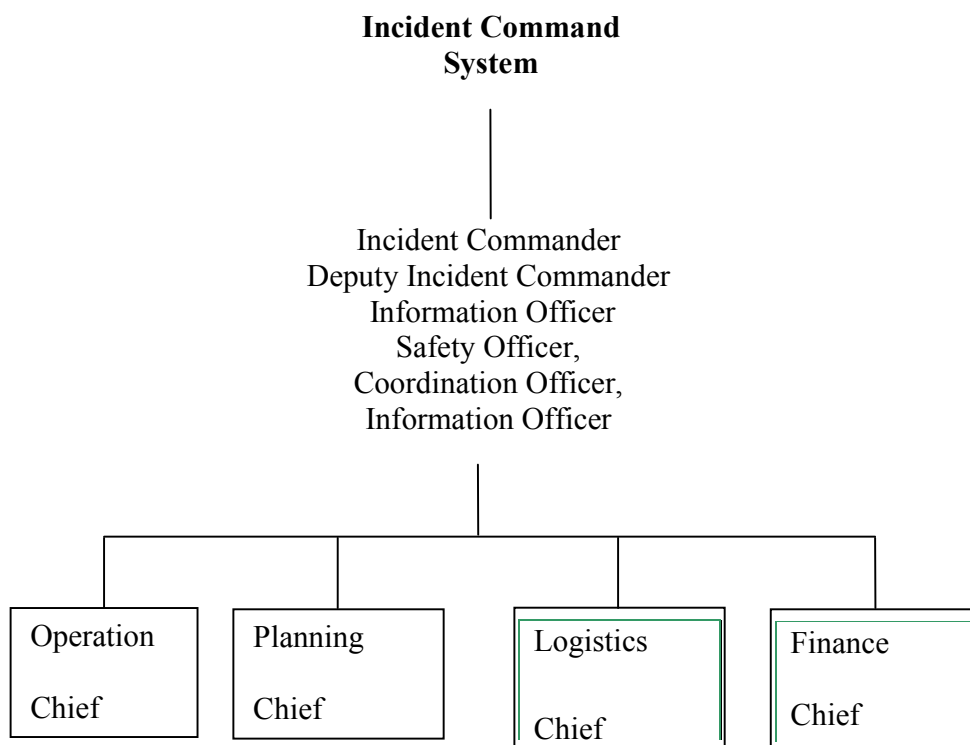 Incident Command
System
Incident Commander
Deputy Incident Commander
Information Officer
Safety Officer,
Coordination Officer,
Information Officer
Operation
Chief
Planning
Chief
Logistics
Chief
Finance
Chief